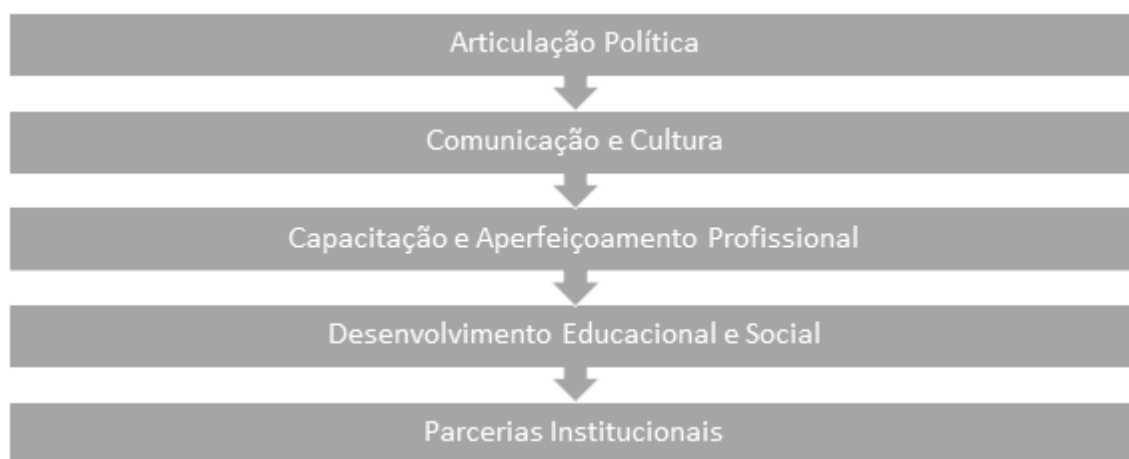 Articulação Política
Comunicação e Cultura
Capacitação e Aperfeiçoamento Profissional
Desenvolvimento Educacional e Social
Parcerias Institucionais